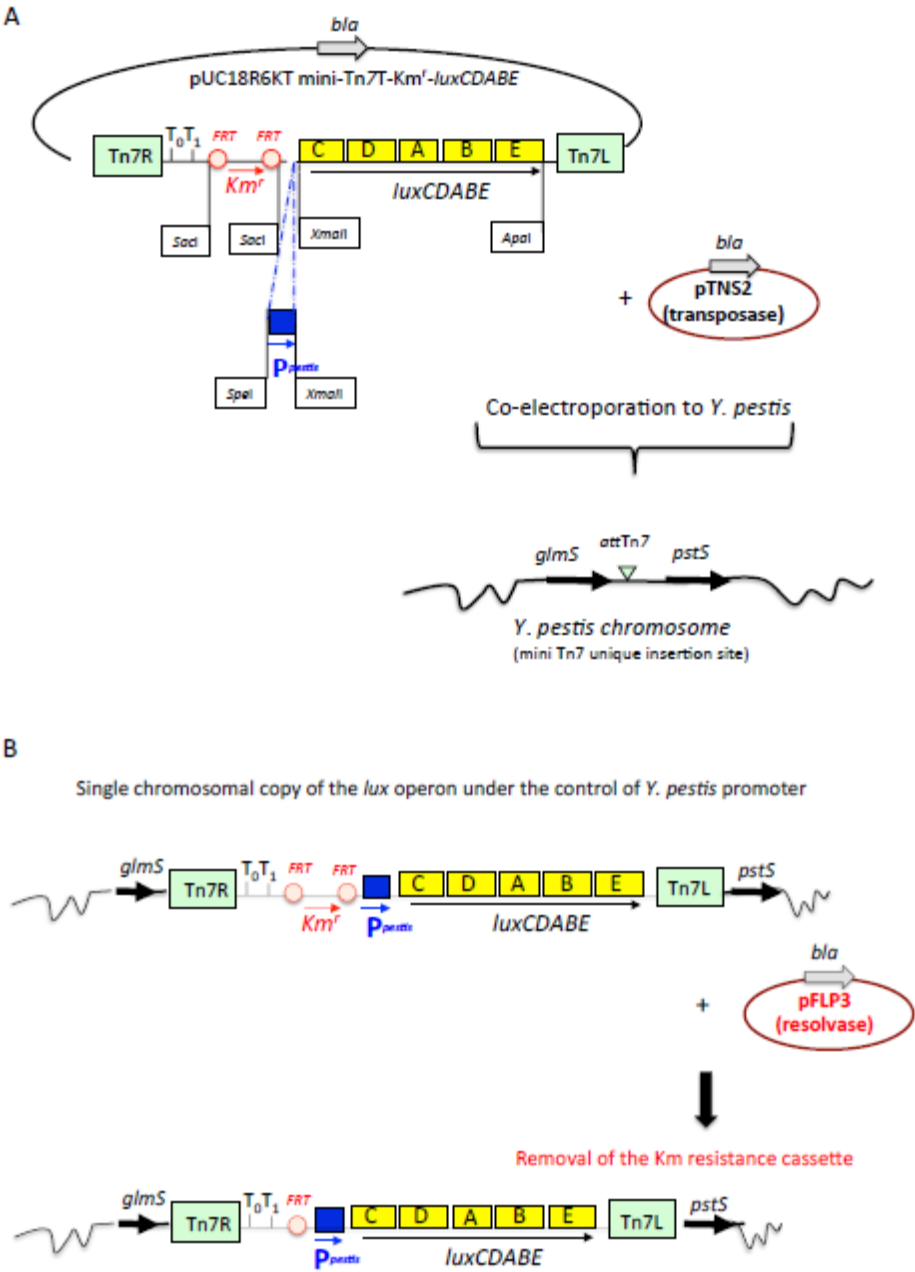 A
bla
pUC18R6KT mini-Tn7T-Kmʳ-luxCDABE
Tn7R
T₀T₁
FRT
FRT
C D A B E
Tn7L
Kmʳ
luxCDABE
SacI
SacI
XmaII
ApaI
bla
+
pTNS2
(transposase)
Ppestis
SpeI
XmaII
Co-electroporation to Y. pestis
glmS
attTn7
pstS
Y. pestis chromosome
(mini Tn7 unique insertion site)
B
Single chromosomal copy of the lux operon under the control of Y. pestis promoter
glmS
Tn7R
T₀T₁
FRT
FRT
C D A B E
Tn7L
pstS
Kmʳ
Ppestis
luxCDABE
bla
+
pFLP3
(resolvase)
Removal of the Km resistance cassette
glmS
Tn7R
T₀T₁
FRT
C D A B E
Tn7L
pstS
Ppestis
luxCDABE